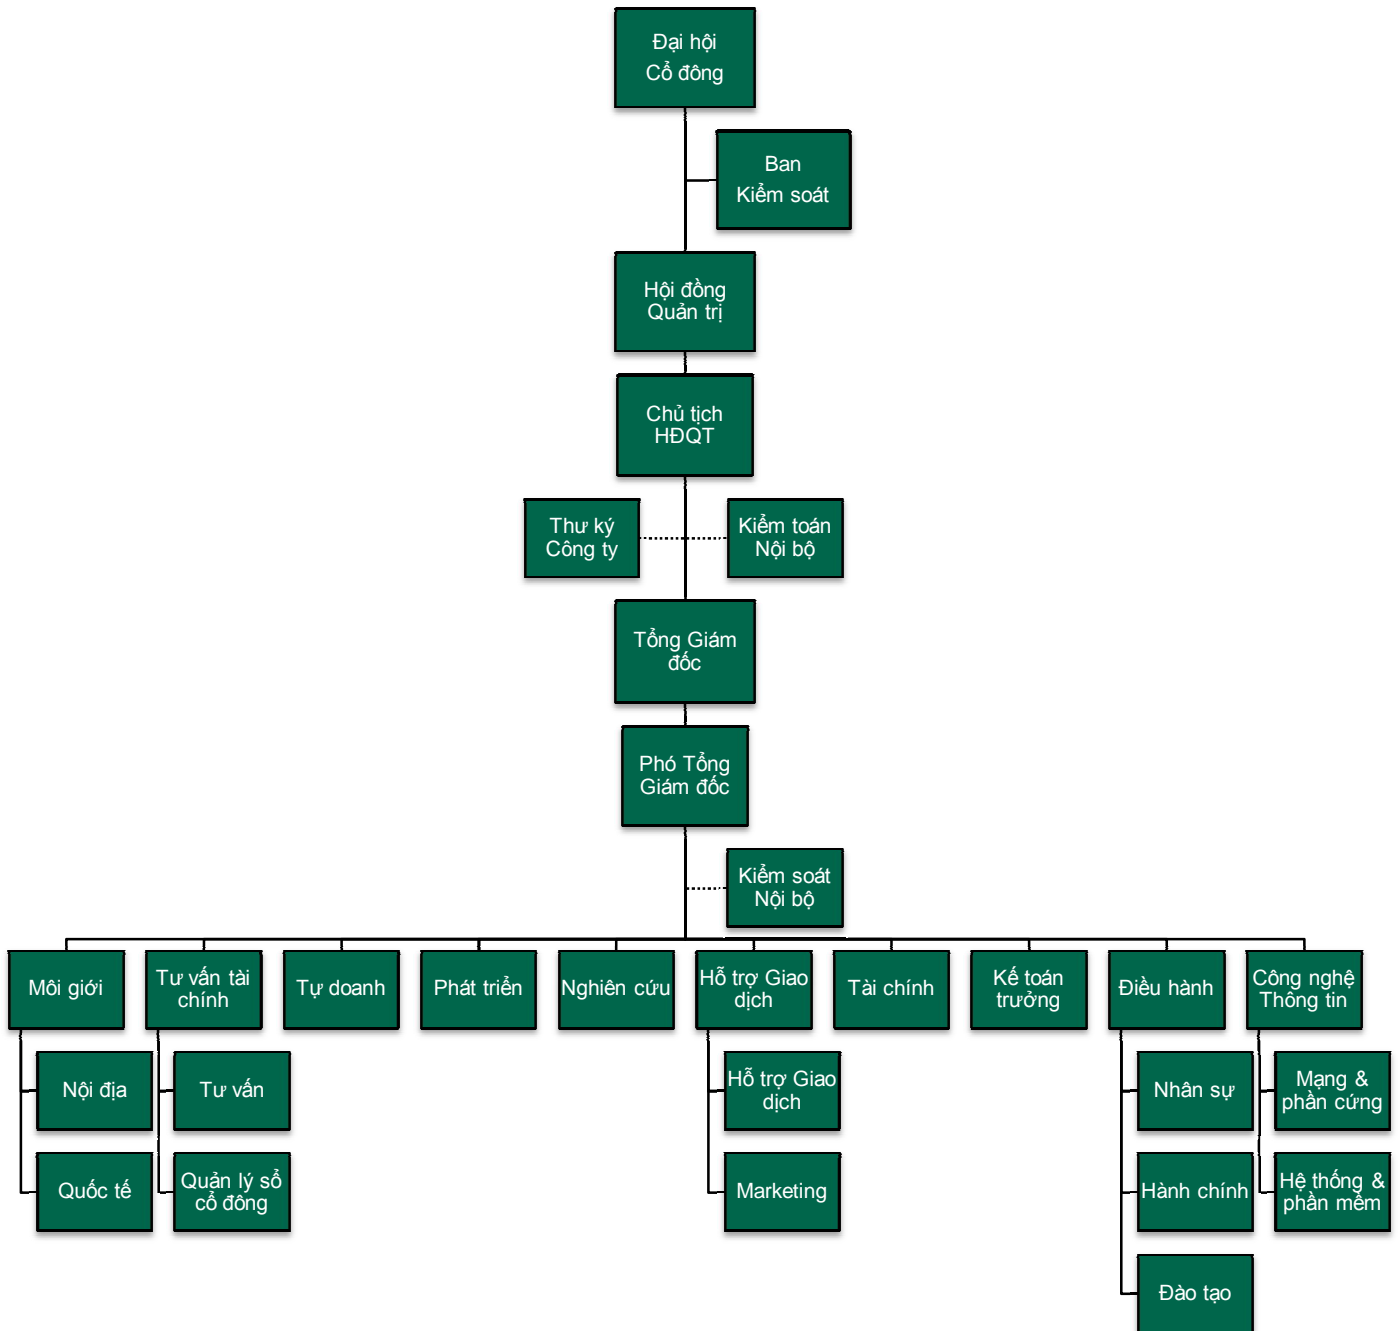 Đại hội
Cổ đông
Ban
Kiểm soát
Hội đồng
Quản trị
Chủ tịch
HĐQT
Thư ký
Công ty
Kiểm toán
Nội bộ
Tổng Giám
đốc
Phó Tổng
Giám đốc
Kiểm soát
Nội bộ
Môi giới
Tư vấn tài
chính
Tự doanh
Phát triển
Nghiên cứu
Hỗ trợ Giao
dịch
Tài chính
Kế toán
trưởng
Điều hành
Công nghệ
Thông tin
Nội địa
Tư vấn
Hỗ trợ Giao
dịch
Nhân sự
Mạng &
phần cứng
Quốc tế
Quản lý sổ
cổ đông
Marketing
Hành chính
Hệ thống &
phần mềm
Đào tạo